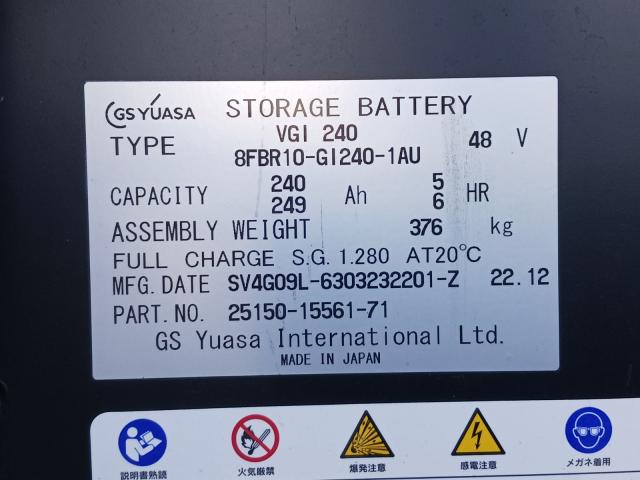 GS YUASA STORAGE BATTERY
TYPE VGI 240 48 V
8FBR10-GI240-1AU
CAPACITY 240 Ah 5 HR
249 6
ASSEMBLY WEIGHT 376 kg
FULL CHARGE S.G. 1.280 AT20℃
MFG.DATE SV4G09L-6303232201-Z 22.12
PART.NO. 25150-15561-71
GS Yuasa International Ltd.
MADE IN JAPAN
説明書熟読 火気厳禁 爆発注意 感電注意 メガネ着用